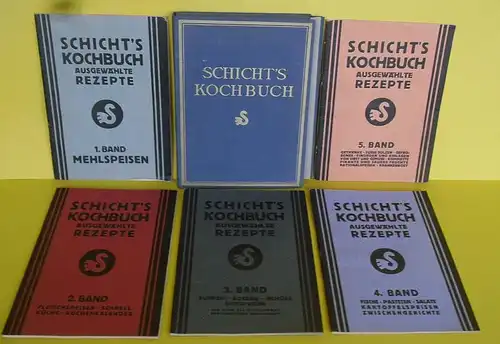 SCHICHT'S
KOCHBUCH
AUSGEWÄHLTE
REZEPTE
1. BAND
MEHLSPEISEN
SCHICHT'S
KOCHBUCH
SCHICHT'S
KOCHBUCH
AUSGEWÄHLTE
REZEPTE
5. BAND
SCHICHT'S
KOCHBUCH
AUSGEWÄHLTE
REZEPTE
2. BAND
FLEISCHSPEISEN
SCHICHT'S
KOCHBUCH
AUSGEWÄHLTE
REZEPTE
3. BAND
SCHICHT'S
KOCHBUCH
AUSGEWÄHLTE
REZEPTE
4. BAND
FISCHE - PASTETEN - SALATE
KARTOFFELSPEISEN
ZWISCHENGERICHTE